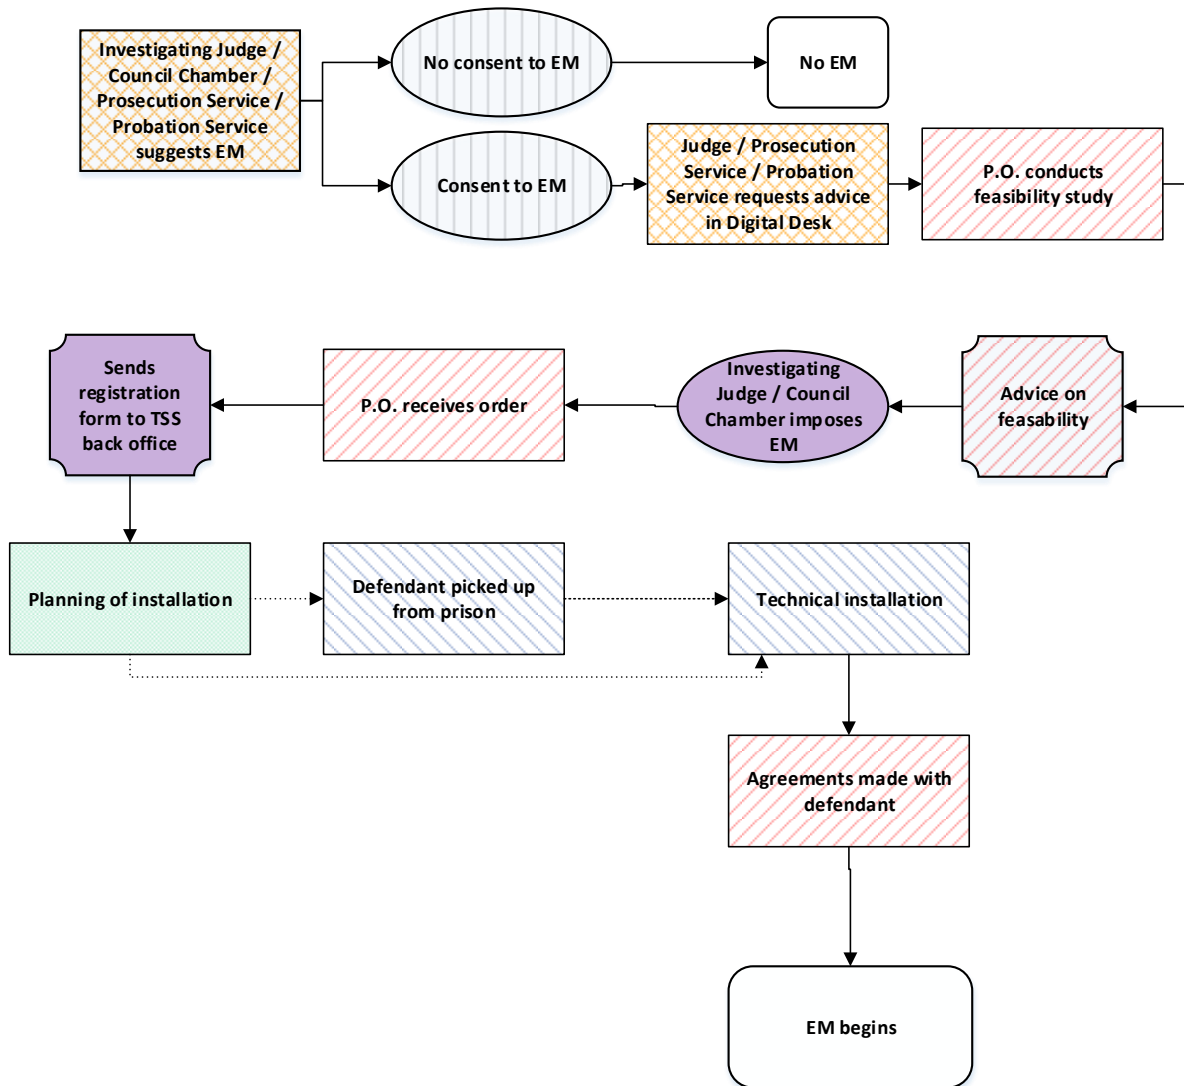 Investigating Judge /
Council Chamber /
Prosecution Service /
Probation Service
suggests EM
No consent to EM
No EM
Consent to EM
Judge / Prosecution
Service / Probation
Service requests advice
in Digital Desk
P.O. conducts
feasibility study
Sends
registration
form to TSS
back office
P.O. receives order
Investigating
Judge / Council
Chamber imposes
EM
Advice on
feasability
Planning of installation
Defendant picked up
from prison
Technical installation
Agreements made with
defendant
EM begins